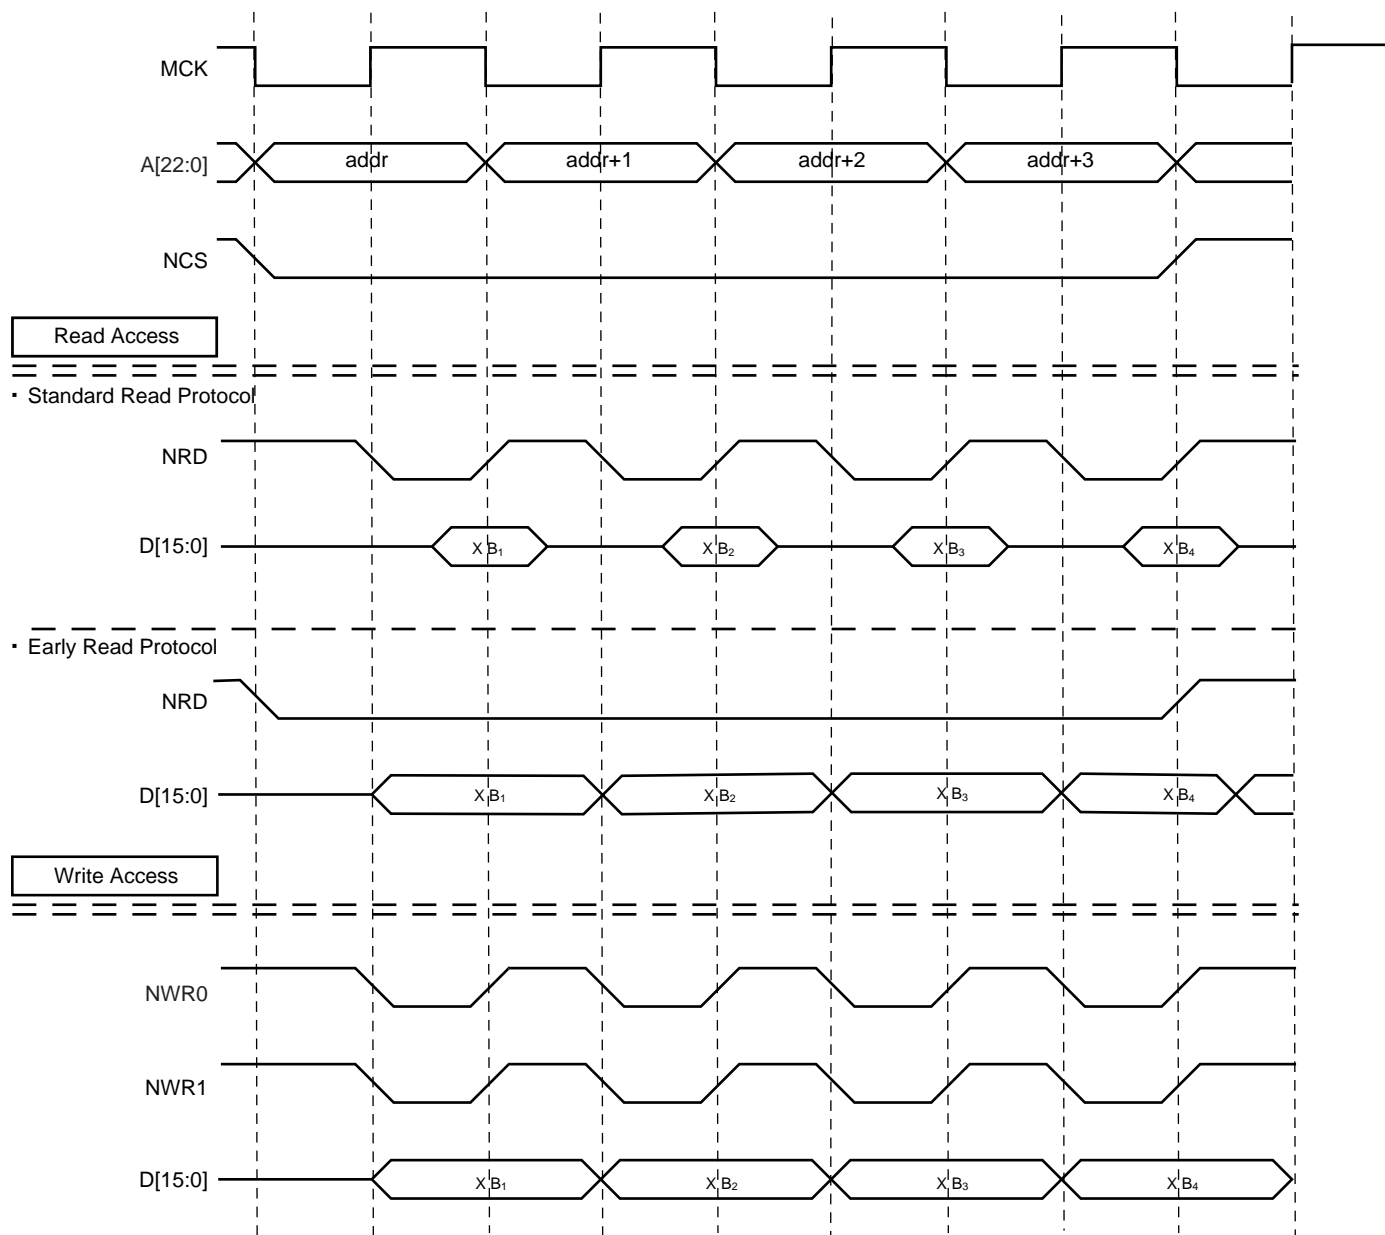 MCK
A[22:0] addr addr+1 addr+2 addr+3
NCS
Read Access
· Standard Read Protocol
NRD
D[15:0] X B₁ X B₂ X B₃ X B₄
· Early Read Protocol
NRD
D[15:0] X B₁ X B₂ X B₃ X B₄
Write Access
NWR0
NWR1
D[15:0] X B₁ X B₂ X B₃ X B₄